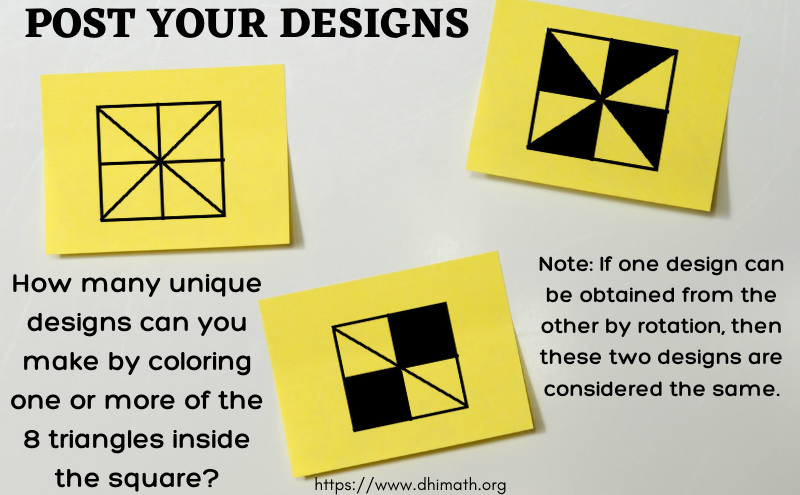 POST YOUR DESIGNS
How many unique
designs can you
make by coloring
one or more of the
8 triangles inside
the square?
Note: If one design can
be obtained from the
other by rotation, then
these two designs are
considered the same.
https://www.dhimath.org